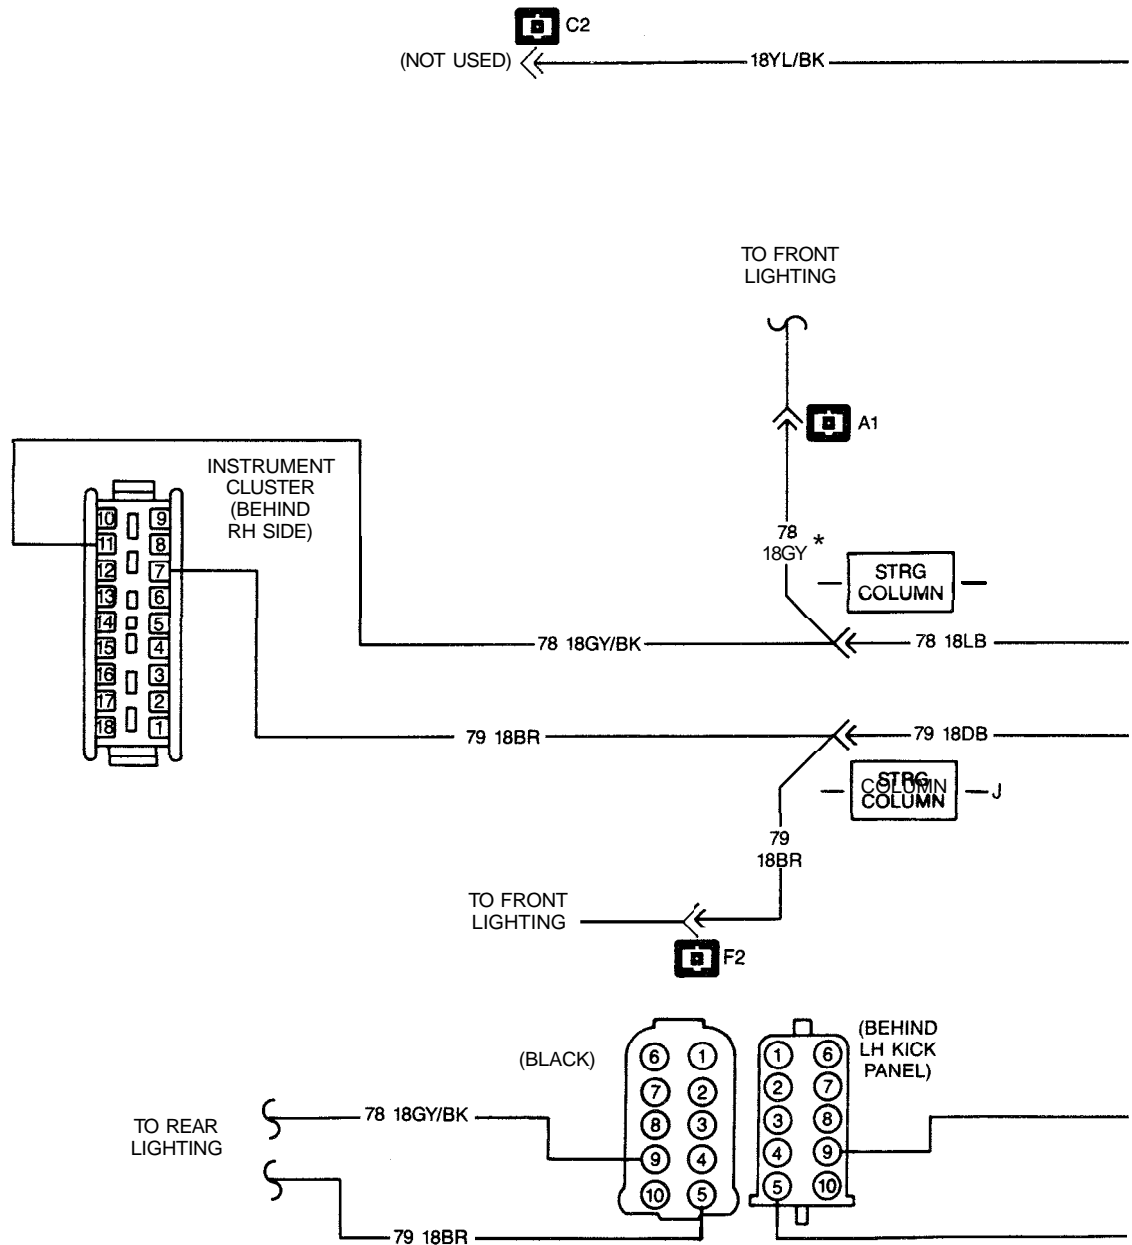 C2
(NOT USED)
18YL/BK
TO FRONT
LIGHTING
A1
INSTRUMENT
CLUSTER
(BEHIND
RH SIDE)
10 9
11 8
12 7
13 6
14 5
15 4
16 3
17 2
18 1
78
18GY *
STRG
COLUMN
78 18GY/BK
78 18LB
79 18BR
79 18DB
STRG
COLUMN
COLUMN
J
79
18BR
TO FRONT
LIGHTING
F2
(BLACK)
6 1
7 2
8 3
9 4
10 5
1 6
2 7
3 8
4 9
5 10
(BEHIND
LH KICK
PANEL)
TO REAR
LIGHTING
78 18GY/BK
79 18BR